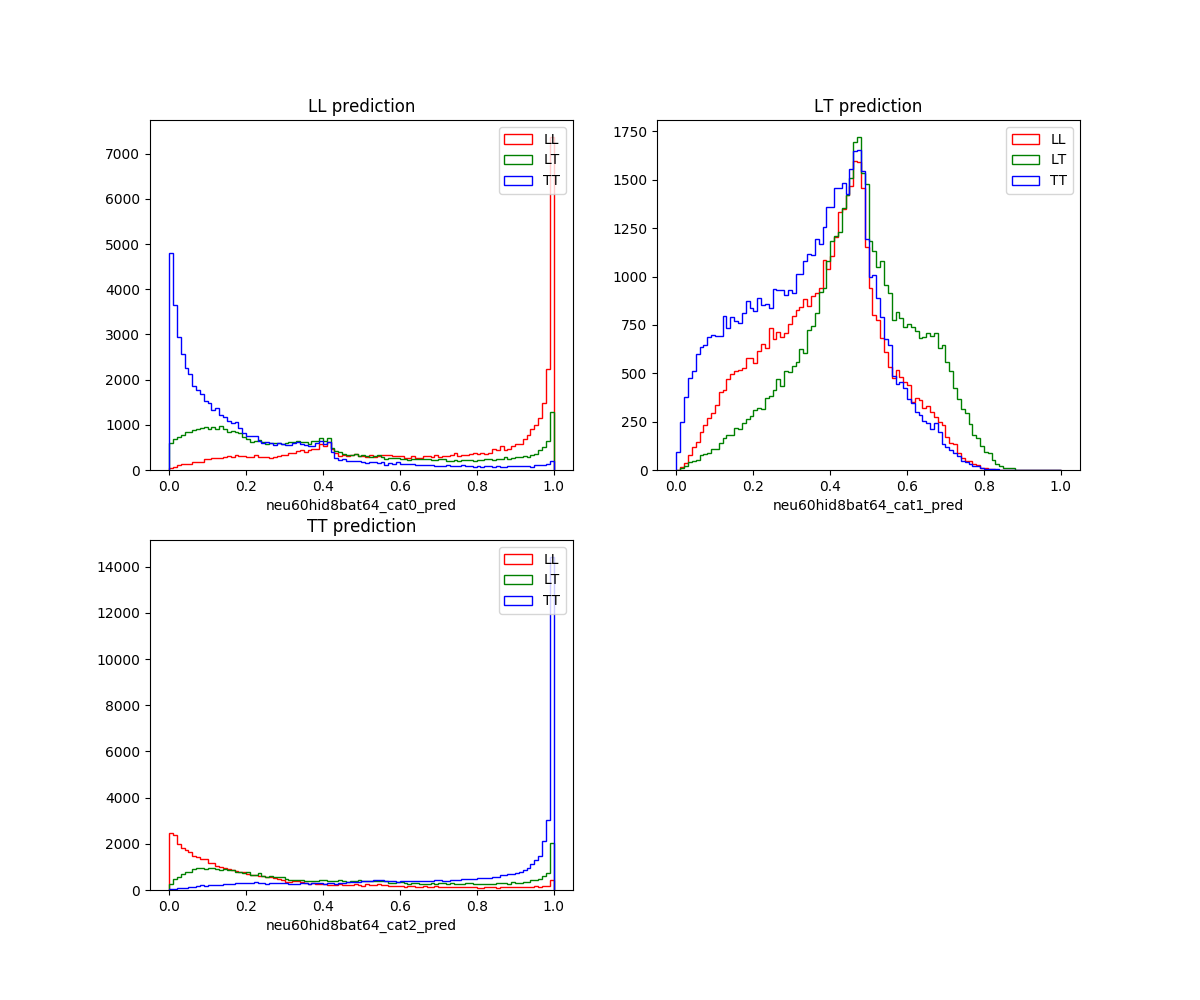 LL prediction
7000
6000
5000
4000
3000
2000
1000
0
0.0 0.2 0.4 0.6 0.8 1.0
neu60hid8bat64_cat0_pred
LL
LT
TT
LT prediction
1750
1500
1250
1000
750
500
250
0
0.0 0.2 0.4 0.6 0.8 1.0
neu60hid8bat64_cat1_pred
LL
LT
TT
TT prediction
14000
12000
10000
8000
6000
4000
2000
0
0.0 0.2 0.4 0.6 0.8 1.0
neu60hid8bat64_cat2_pred
LL
LT
TT